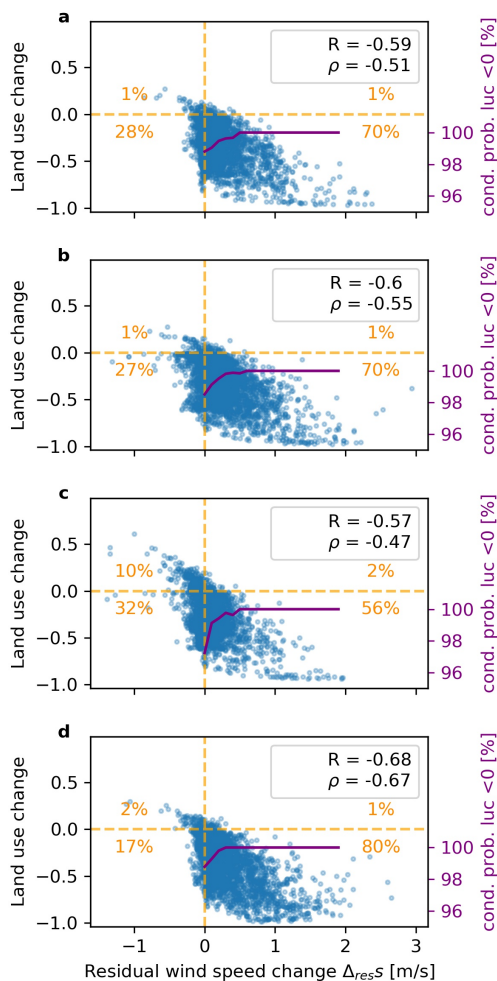 a
R = -0.59
ρ = -0.51
1%
1%
28%
70%
0.5
0.0
−0.5
−1.0
Land use change
100
98
96
cond. prob. luc <0 [%]
b
R = -0.6
ρ = -0.55
1%
1%
27%
70%
0.5
0.0
−0.5
−1.0
Land use change
100
98
96
cond. prob. luc <0 [%]
c
R = -0.57
ρ = -0.47
10%
2%
32%
56%
0.5
0.0
−0.5
−1.0
Land use change
100
98
96
cond. prob. luc <0 [%]
d
R = -0.68
ρ = -0.67
2%
1%
17%
80%
0.5
0.0
−0.5
−1.0
Land use change
100
98
96
cond. prob. luc <0 [%]
−1 0 1 2 3
Residual wind speed change Δres s [m/s]